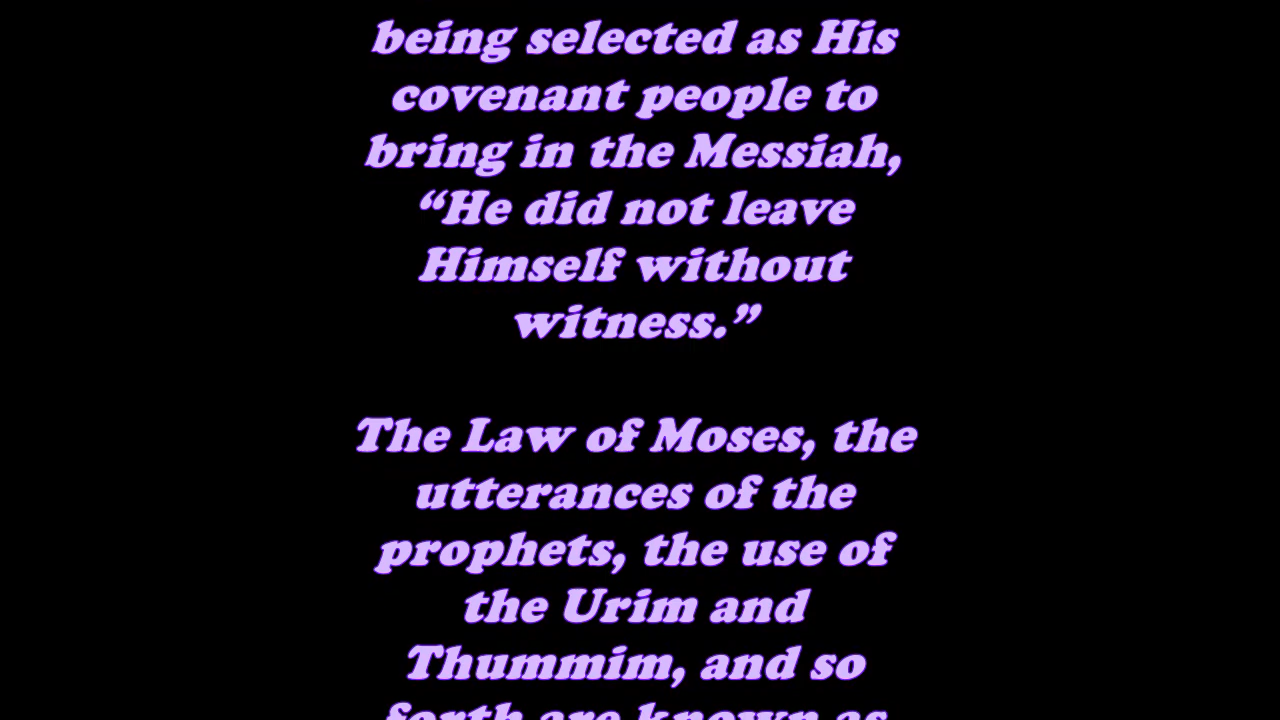 being selected as His
covenant people to
bring in the Messiah,
“He did not leave
Himself without
witness.”
The Law of Moses, the
utterances of the
prophets, the use of
the Urim and
Thummim, and so
forth are known as